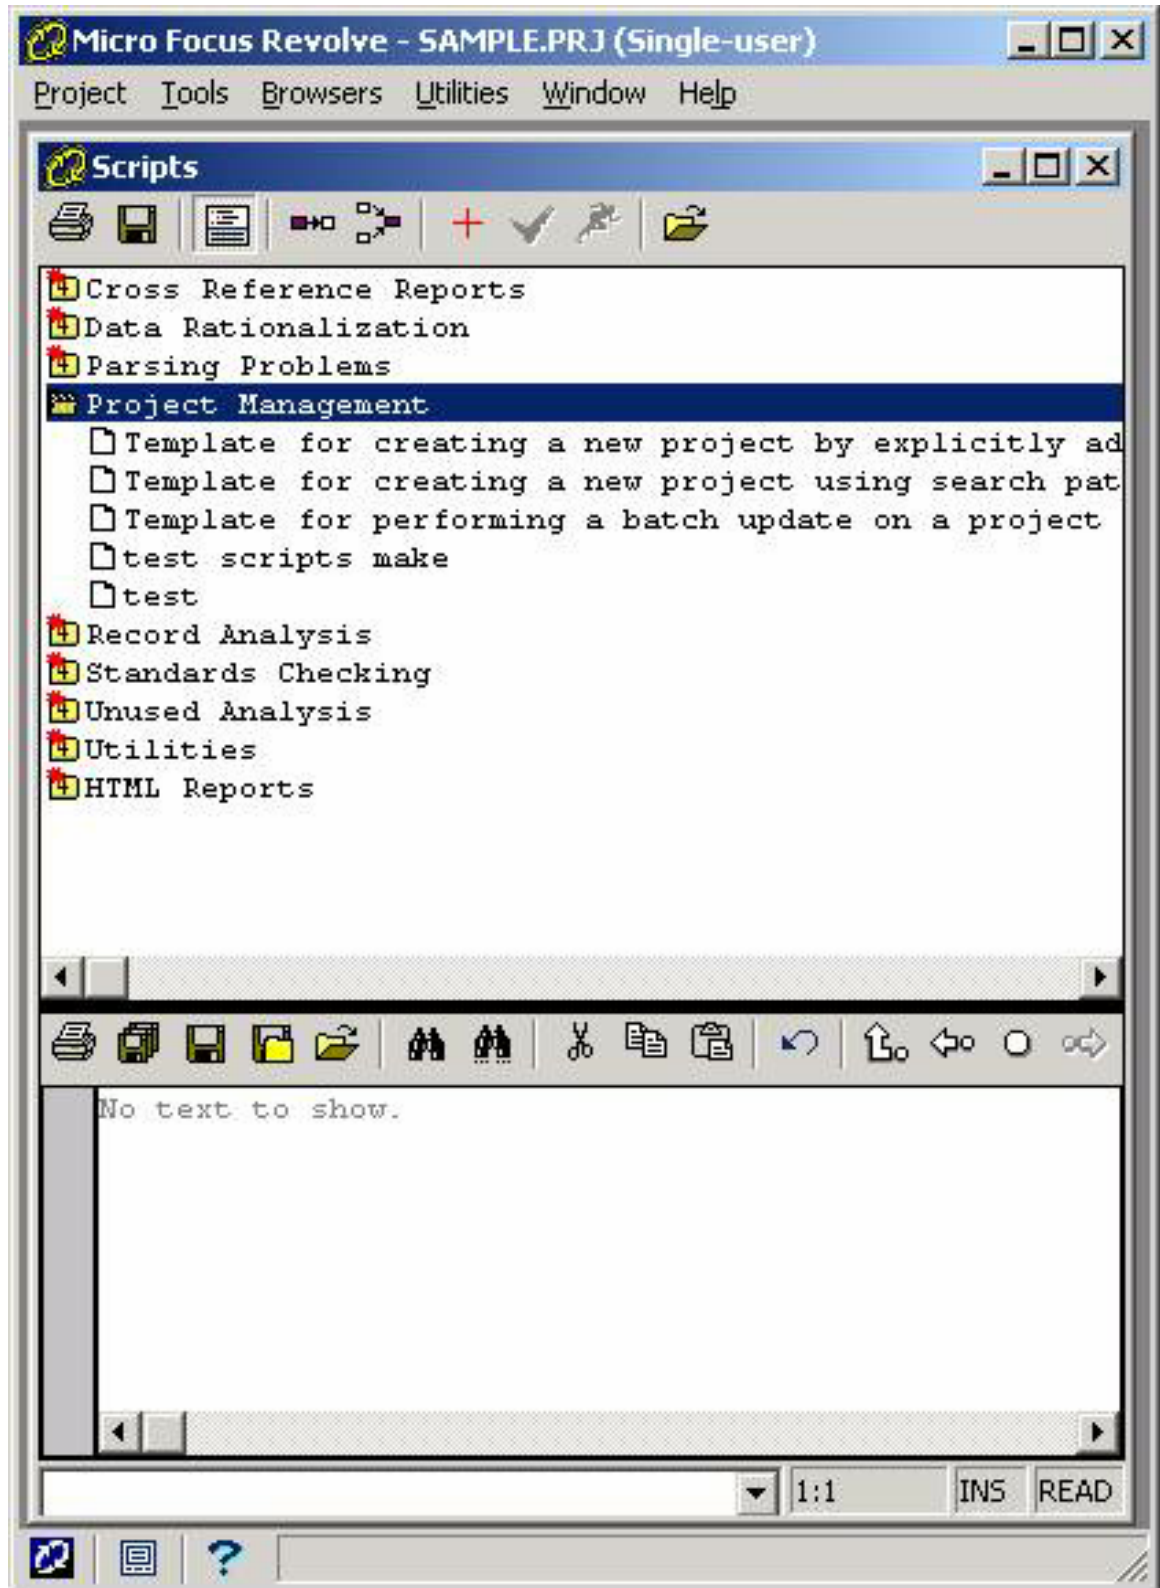 Micro Focus Revolve - SAMPLE.PRJ (Single-user)
Project Tools Browsers Utilities Window Help
Scripts
Cross Reference Reports
Data Rationalization
Parsing Problems
Project Management
Template for creating a new project by explicitly ad
Template for creating a new project using search pat
Template for performing a batch update on a project
test scripts make
test
Record Analysis
Standards Checking
Unused Analysis
Utilities
HTML Reports
No text to show.
1:1 INS READ